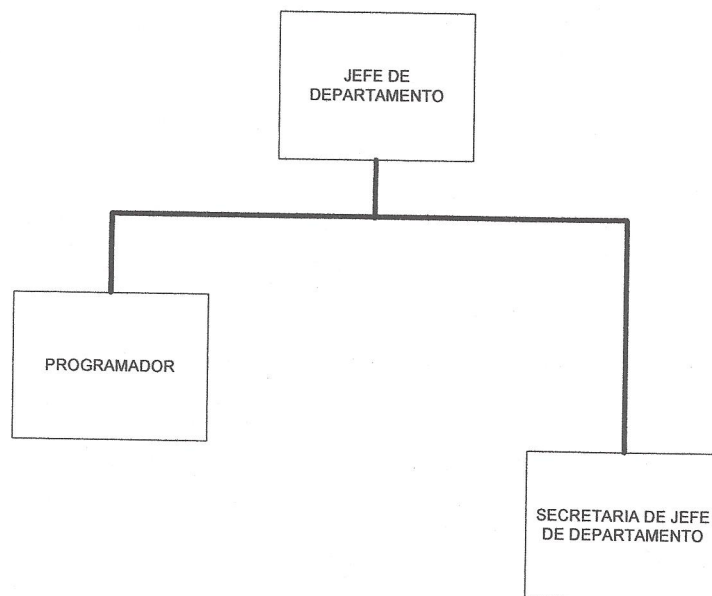 JEFE DE
DEPARTAMENTO
PROGRAMADOR
SECRETARIA DE JEFE
DE DEPARTAMENTO